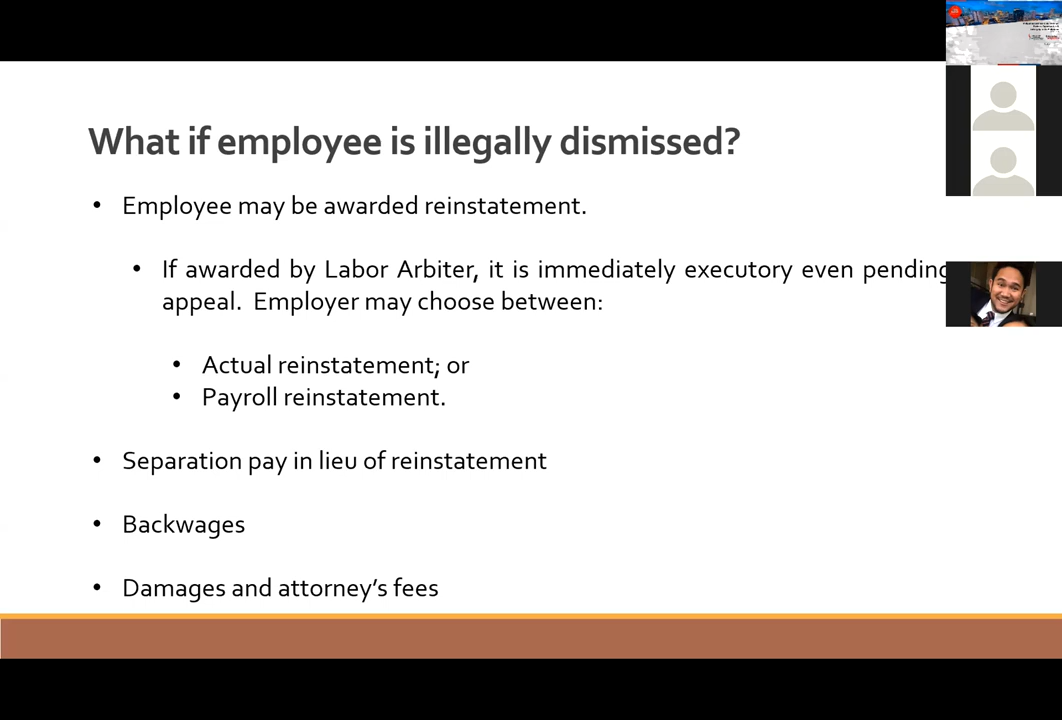 What if employee is illegally dismissed?
• Employee may be awarded reinstatement.
• If awarded by Labor Arbiter, it is immediately executory even pending
appeal. Employer may choose between:
• Actual reinstatement; or
• Payroll reinstatement.
• Separation pay in lieu of reinstatement
• Backwages
• Damages and attorney's fees